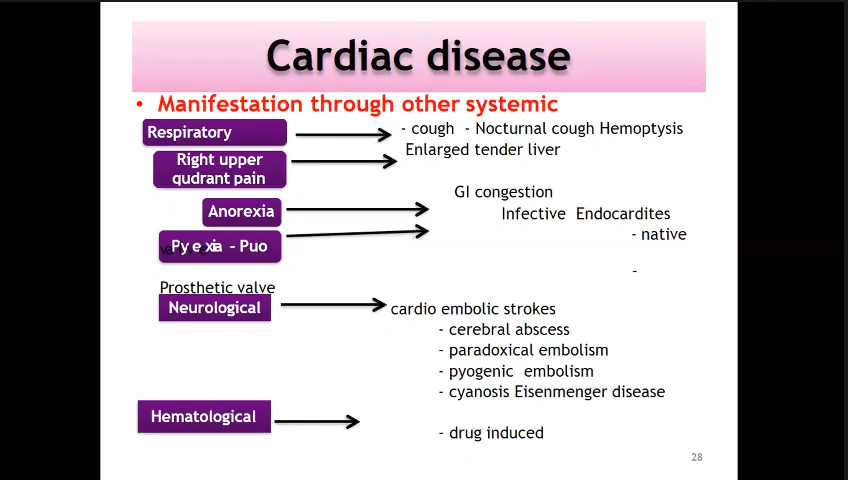 Cardiac disease
• Manifestation through other systemic
Respiratory
- cough - Nocturnal cough Hemoptysis
Right upper
qudrant pain
Enlarged tender liver
Anorexia
GI congestion
Pyrexia - Puo
Infective Endocardites
- native
-
Prosthetic valve
Neurological
cardio embolic strokes
- cerebral abscess
- paradoxical embolism
- pyogenic embolism
- cyanosis Eisenmenger disease
Hematological
- drug induced
28